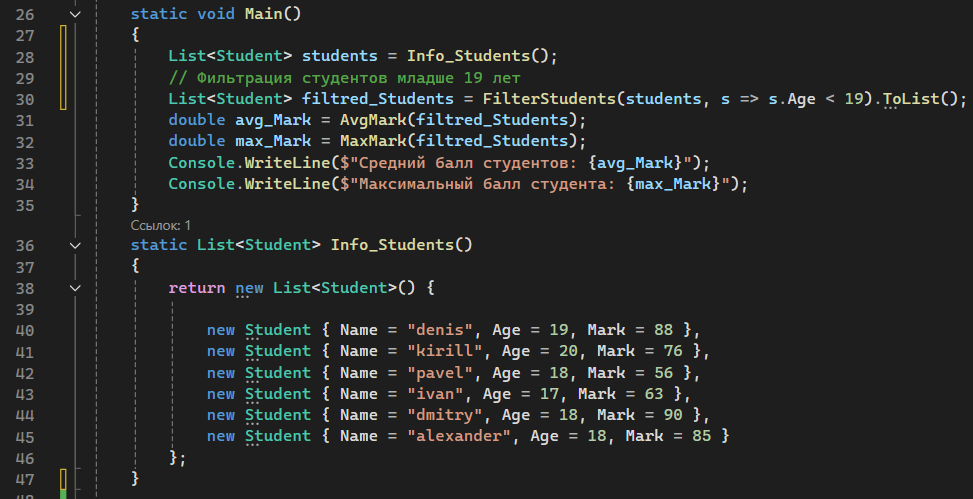 26 static void Main()
27 {
28 List<Student> students = Info_Students();
29 // Фильтрация студентов младше 19 лет
30 List<Student> filtred_Students = FilterStudents(students, s => s.Age < 19).ToList();
31 double avg_Mark = AvgMark(filtred_Students);
32 double max_Mark = MaxMark(filtred_Students);
33 Console.WriteLine($"Средний балл студентов: {avg_Mark}");
34 Console.WriteLine($"Максимальный балл студента: {max_Mark}");
35 }
Ссылок: 1
36 static List<Student> Info_Students()
37 {
38 return new List<Student>() {
39
40 new Student { Name = "denis", Age = 19, Mark = 88 },
41 new Student { Name = "kirill", Age = 20, Mark = 76 },
42 new Student { Name = "pavel", Age = 18, Mark = 56 },
43 new Student { Name = "ivan", Age = 17, Mark = 63 },
44 new Student { Name = "dmitry", Age = 18, Mark = 90 },
45 new Student { Name = "alexander", Age = 18, Mark = 85 }
46 };
47 }